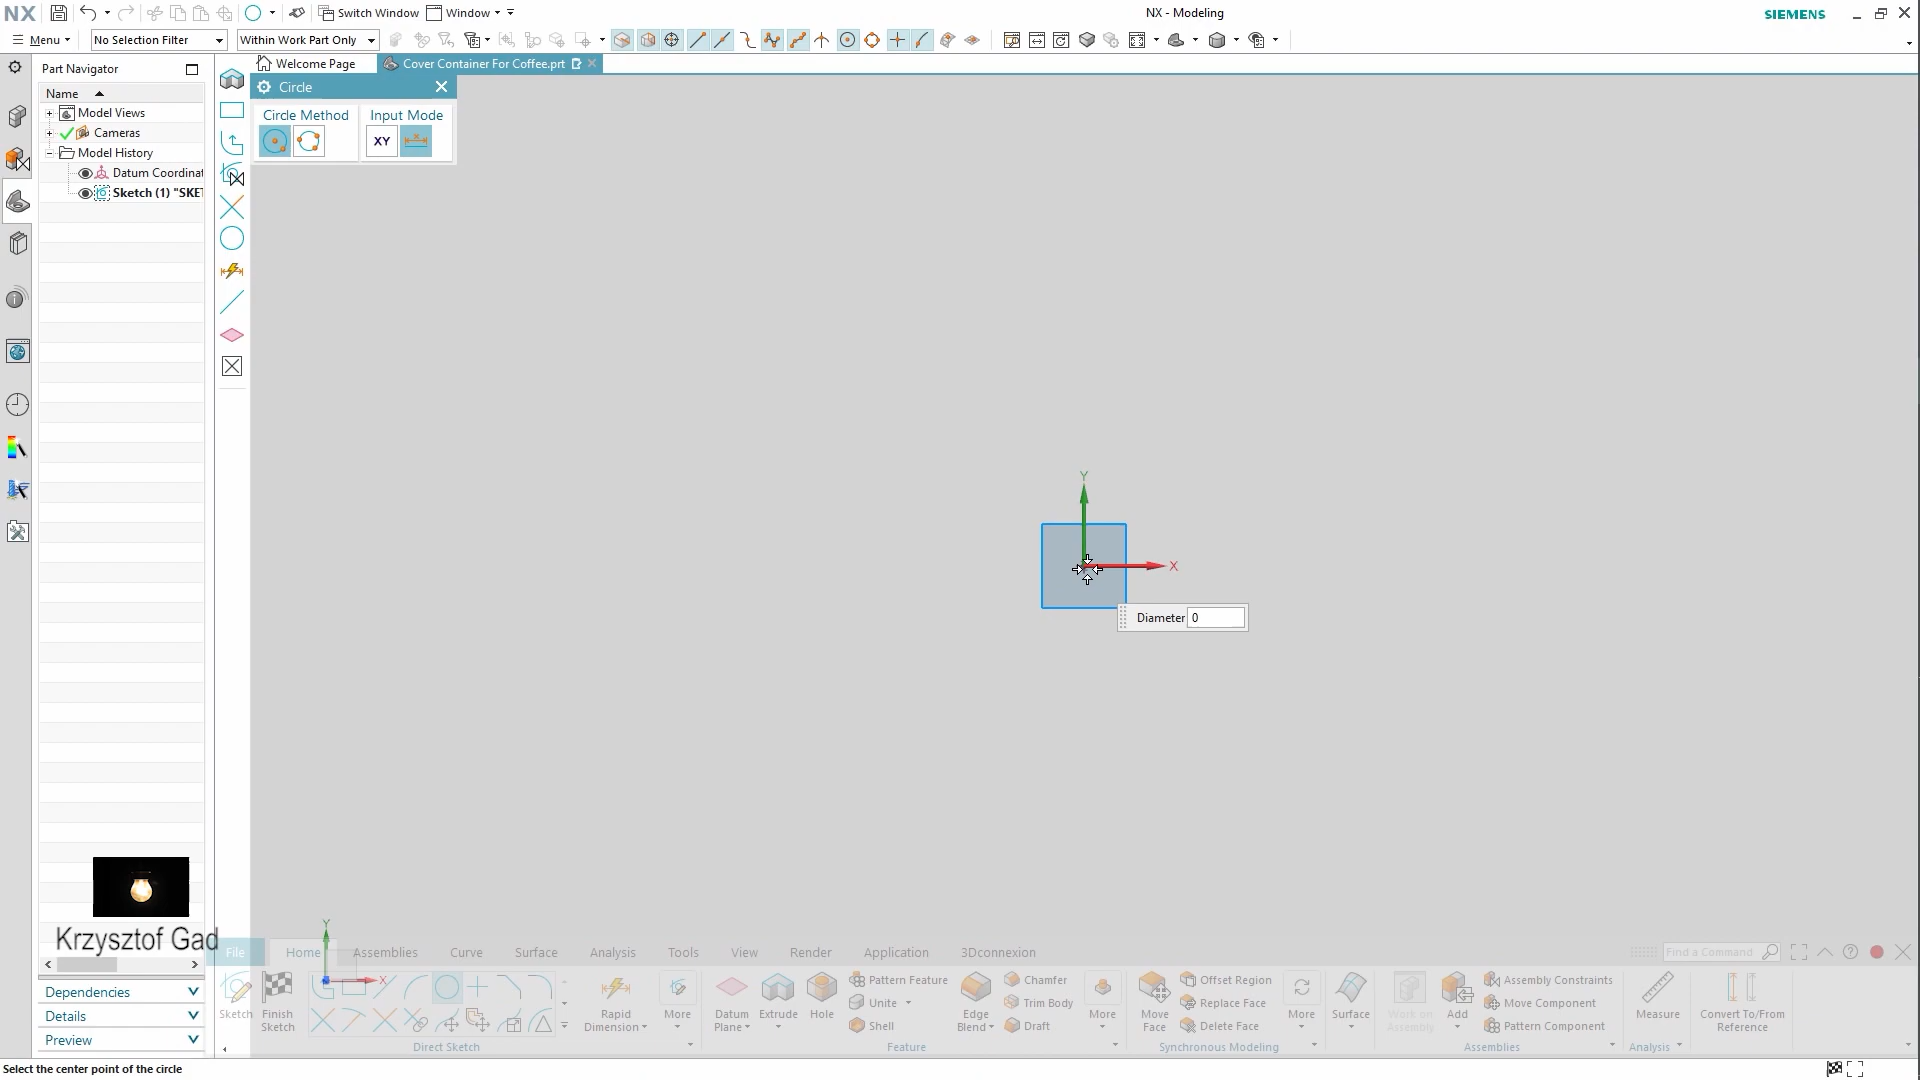 NX
Switch Window
Window
NX - Modeling
SIEMENS
Menu
No Selection Filter
Within Work Part Only
Part Navigator
Welcome Page
Cover Container For Coffee.prt
Circle
Name
Model Views
Cameras
Model History
Datum Coordinat
Sketch (1) "SKET
Circle Method
Input Mode
XY
Y
X
Diameter 0
Krzysztof Gad
Y
X
File
Home
Assemblies
Curve
Surface
Analysis
Tools
View
Render
Application
3Dconnexion
Find a Command
Sketch
Finish Sketch
Rapid Dimension
More
Direct Sketch
Datum Plane
Extrude
Hole
Pattern Feature
Unite
Shell
Edge Blend
Chamfer
Trim Body
Draft
More
Feature
Move Face
Offset Region
Replace Face
Delete Face
More
Synchronous Modeling
Surface
Work on Assembly
Add
Assembly Constraints
Move Component
Pattern Component
Assemblies
Measure
Analysis
Convert To/From Reference
Dependencies
Details
Preview
Select the center point of the circle